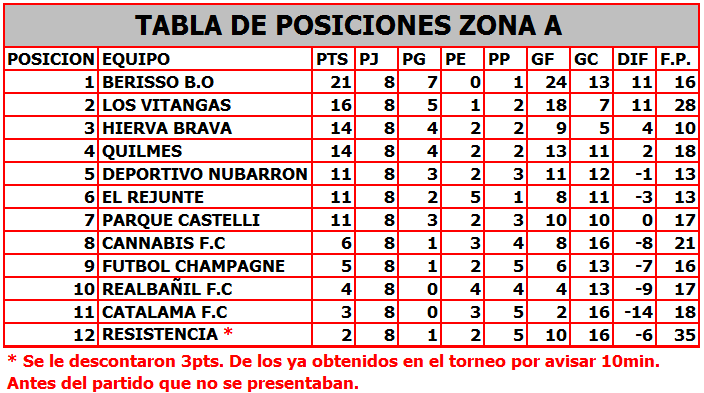 TABLA DE POSICIONES ZONA A
POSICION EQUIPO PTS PJ PG PE PP GF GC DIF F.P.
1 BERISSO B.O 21 8 7 0 1 24 13 11 16
2 LOS VITANGAS 16 8 5 1 2 18 7 11 28
3 HIERVA BRAVA 14 8 4 2 2 9 5 4 10
4 QUILMES 14 8 4 2 2 13 11 2 18
5 DEPORTIVO NUBARRON 11 8 3 2 3 11 12 -1 13
6 EL REJUNTE 11 8 2 5 1 8 11 -3 13
7 PARQUE CASTELLI 11 8 3 2 3 10 10 0 17
8 CANNABIS F.C 6 8 1 3 4 8 16 -8 21
9 FUTBOL CHAMPAGNE 5 8 1 2 5 6 13 -7 16
10 REALBAÑIL F.C 4 8 0 4 4 4 13 -9 17
11 CATALAMA F.C 3 8 0 3 5 2 16 -14 18
12 RESISTENCIA * 2 8 1 2 5 10 16 -6 35
* Se le descontaron 3pts. De los ya obtenidos en el torneo por avisar 10min.
Antes del partido que no se presentaban.